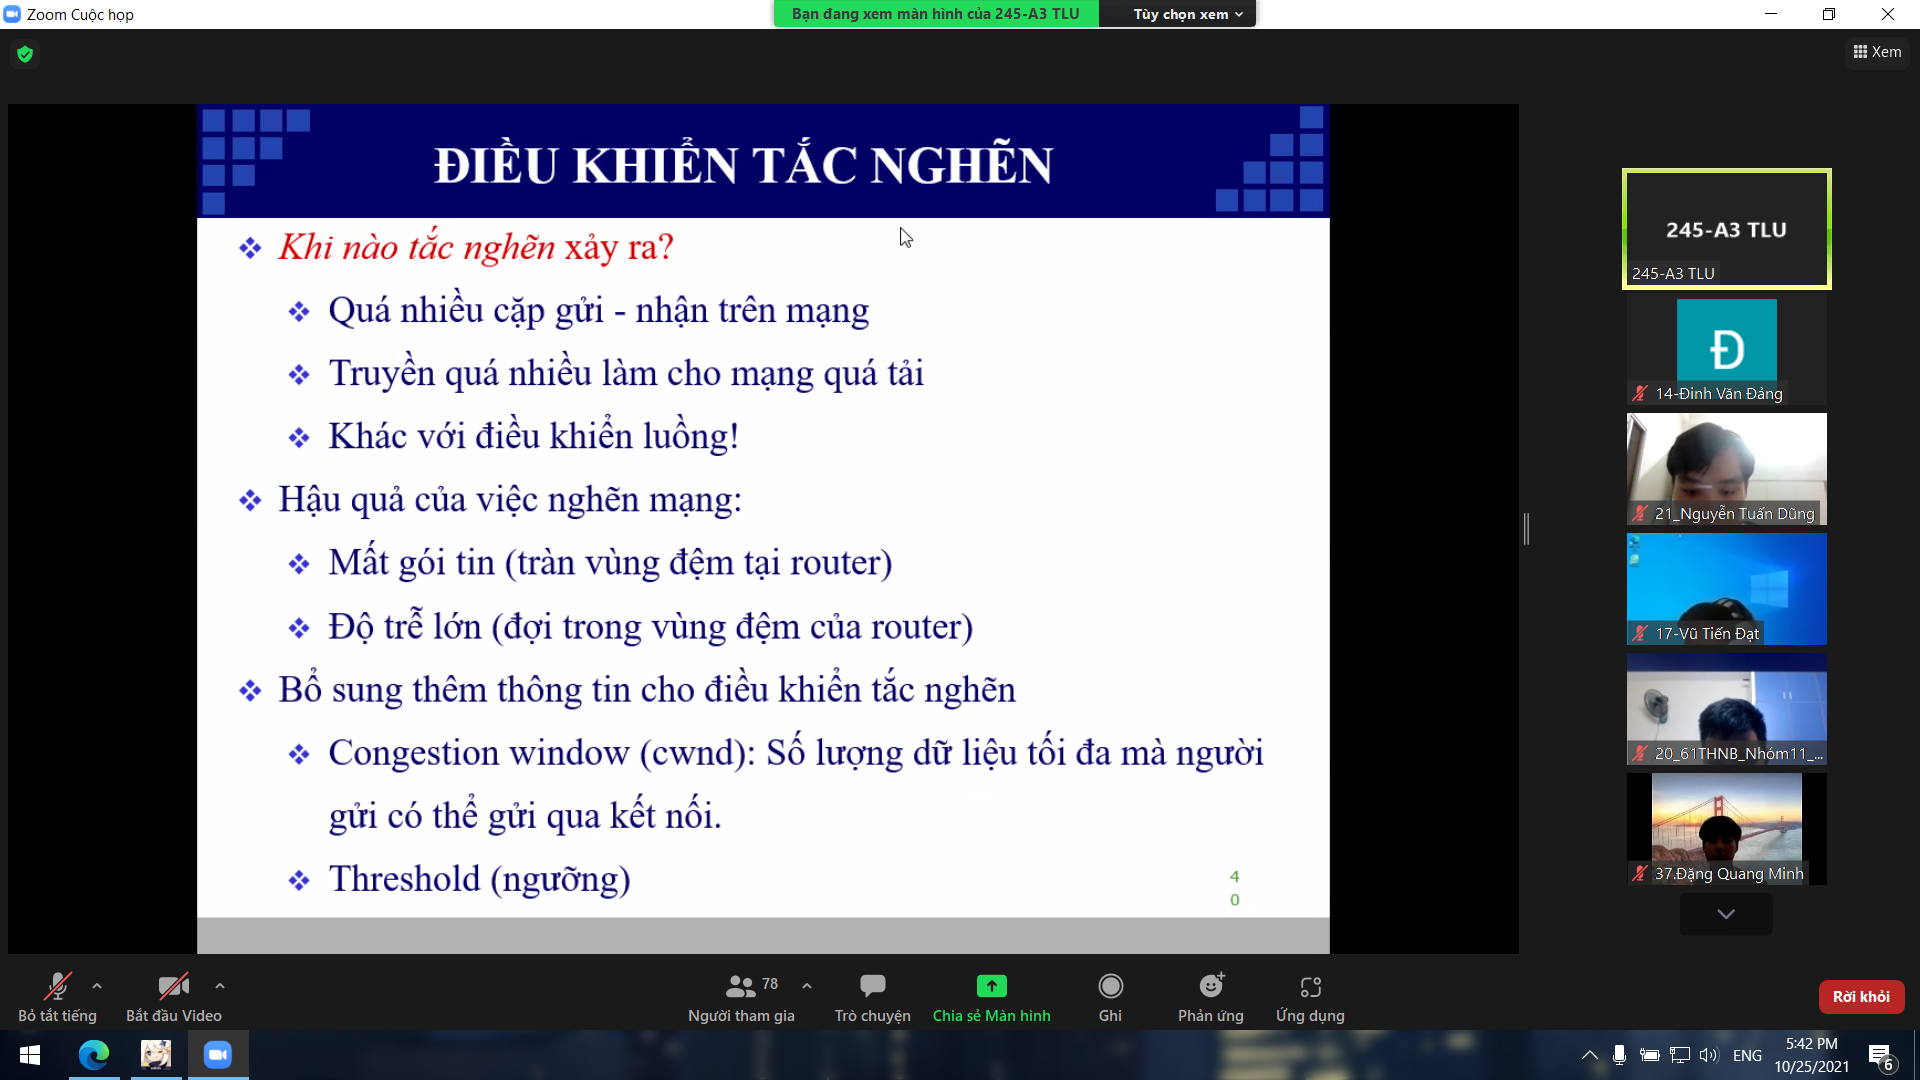 Zoom Cuộc họp
Bạn đang xem màn hình của 245-A3 TLU
Tùy chọn xem
Xem
ĐIỀU KHIỂN TẮC NGHẼN
Khi nào tắc nghẽn xảy ra?
Quá nhiều cặp gửi - nhận trên mạng
Truyền quá nhiều làm cho mạng quá tải
Khác với điều khiển luồng!
Hậu quả của việc nghẽn mạng:
Mất gói tin (tràn vùng đệm tại router)
Độ trễ lớn (đợi trong vùng đệm của router)
Bổ sung thêm thông tin cho điều khiển tắc nghẽn
Congestion window (cwnd): Số lượng dữ liệu tối đa mà người
gửi có thể gửi qua kết nối.
Threshold (ngưỡng)
4
0
245-A3 TLU
245-A3 TLU
Đ
14-Đinh Văn Đảng
21_Nguyễn Tuấn Dũng
17-Vũ Tiến Đạt
20_61THNB_Nhóm11_...
37.Đặng Quang Minh
Bỏ tắt tiếng
Bắt đầu Video
78
Người tham gia
Trò chuyện
Chia sẻ Màn hình
Ghi
Phản ứng
Ứng dụng
Rời khỏi
ENG
5:42 PM
10/25/2021
6